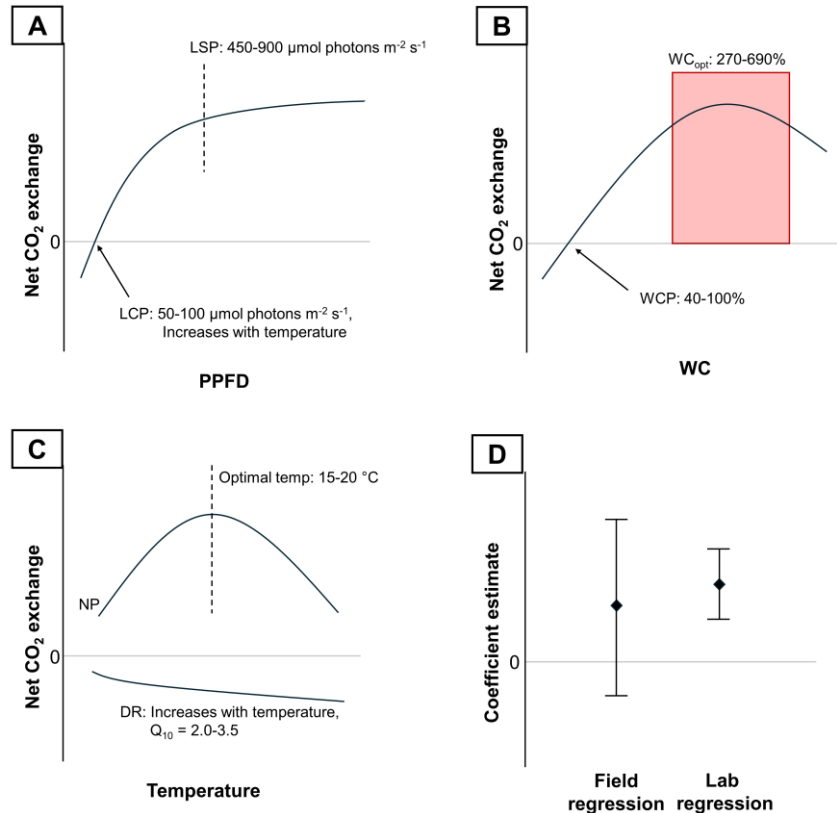 A
LSP: 450-900 µmol photons m⁻² s⁻¹
Net CO₂ exchange
0
LCP: 50-100 µmol photons m⁻² s⁻¹,
Increases with temperature
PPFD
B
WCopt: 270-690%
Net CO₂ exchange
0
WCP: 40-100%
WC
C
Optimal temp: 15-20 °C
NP
Net CO₂ exchange
0
DR: Increases with temperature,
Q₁₀ = 2.0-3.5
Temperature
D
Coefficient estimate
0
Field
regression
Lab
regression